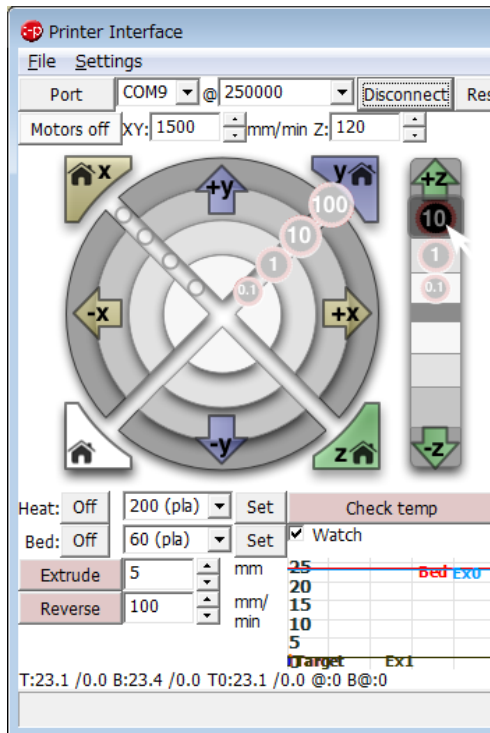 Printer Interface
File Settings
Port COM9 @ 250000 Disconnect Res
Motors off XY: 1500 mm/min Z: 120
x +y y +z
100
10 10
1 1
0.1 0.1
-x +x
-y z -z
Heat: Off 200 (pla) Set Check temp
Bed: Off 60 (pla) Set Watch
Extrude 5 mm
Reverse 100 mm/
min
25 Bed Ex0
20
15
10
5
0 Target Ex1
T:23.1 /0.0 B:23.4 /0.0 T0:23.1 /0.0 @:0 B@:0